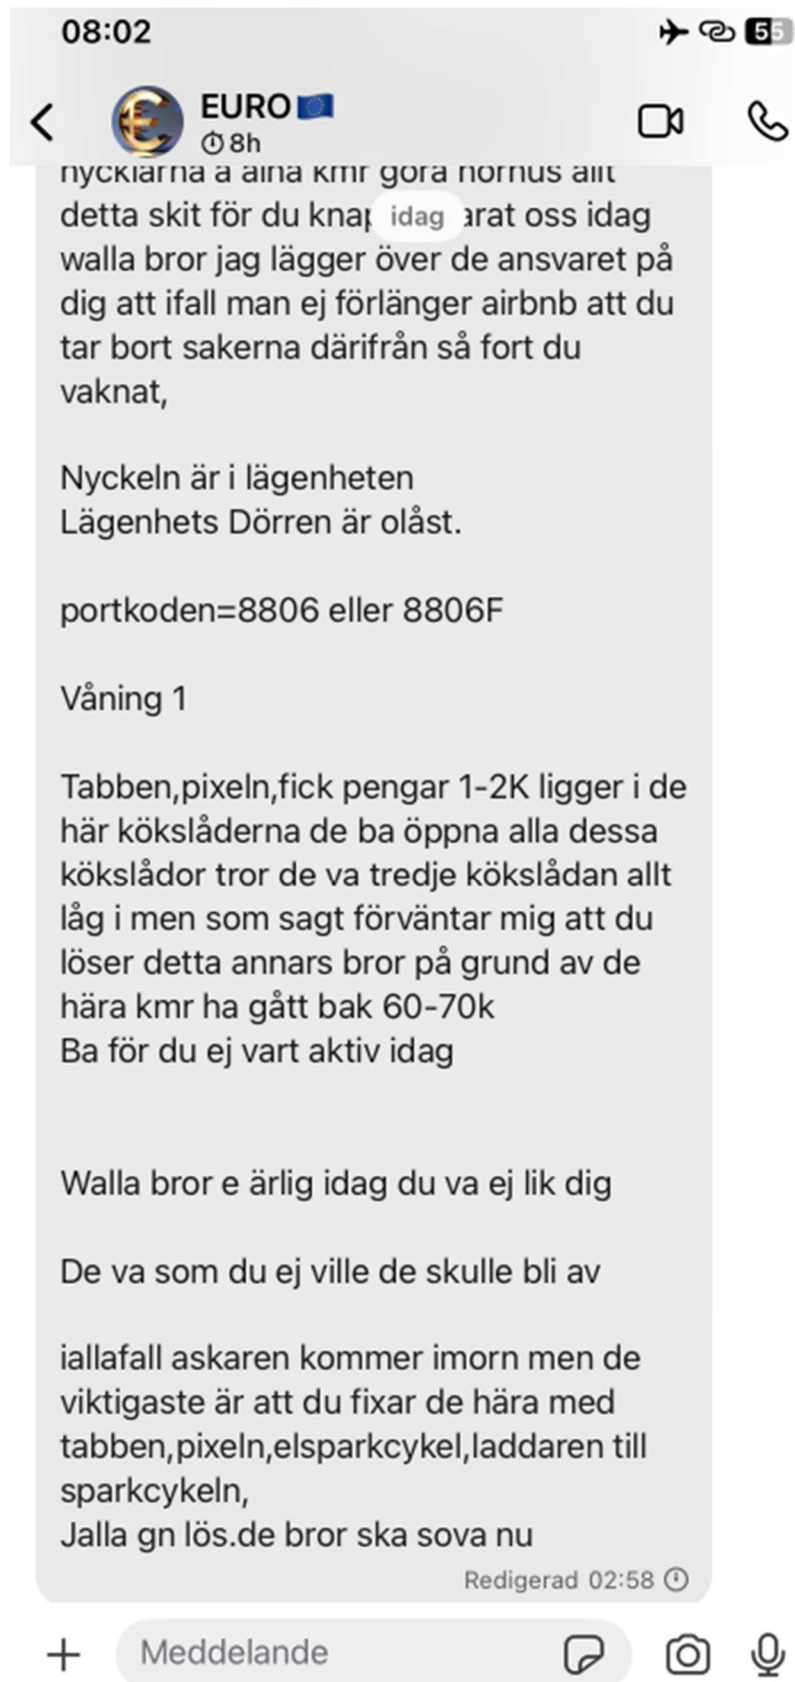 08:02
55
EURO🇪🇺
8h
nycklarna å alna kmr göra hornus allt
detta skit för du idag oss idag
walla bror jag lägger över de ansvaret på
dig att ifall man ej förlänger airbnb att du
tar bort sakerna därifrån så fort du
vaknat,
Nyckeln är i lägenheten
Lägenhets Dörren är olåst.
portkoden=8806 eller 8806F
Våning 1
Tabben,pixeln,fick pengar 1-2K ligger i de
här kökslåderna de ba öppna alla dessa
kökslådor tror de va tredje kökslådan allt
låg i men som sagt förväntar mig att du
löser detta annars bror på grund av de
hära kmr ha gått bak 60-70k
Ba för du ej vart aktiv idag
Walla bror e ärlig idag du va ej lik dig
De va som du ej ville de skulle bli av
iallafall askaren kommer imorn men de
viktigaste är att du fixar de hära med
tabben,pixeln,elsparkcykel,laddaren till
sparkcykeln,
Jalla gn lös.de bror ska sova nu
Redigerad 02:58
Meddelande